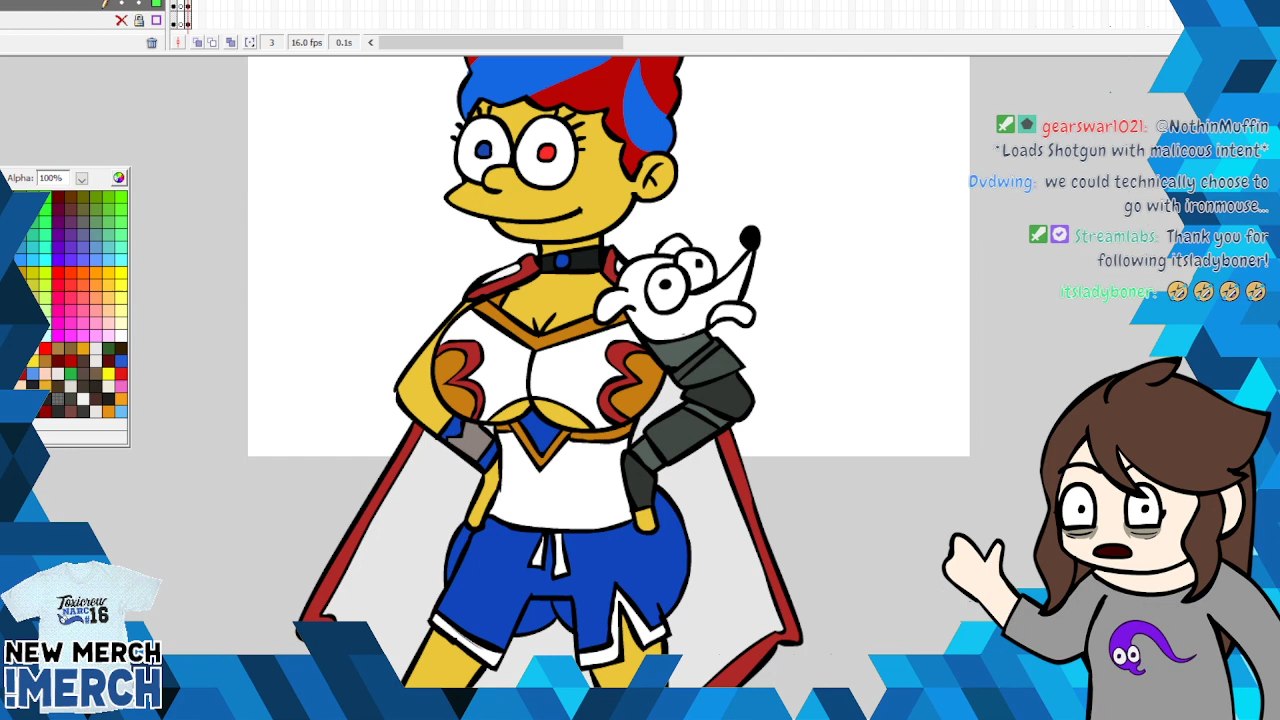 3 16.0 fps 0.1s
Alpha: 100%
gearswar1021: @NothinMuffin
*Loads Shotgun with malicous intent*
Dvdwing: we could technically choose to
go with ironmouse...
Streamlabs: Thank you for
following itsladyboner!
itsladyboner:
Toxicrew
NARC 16
NEW MERCH
!MERCH